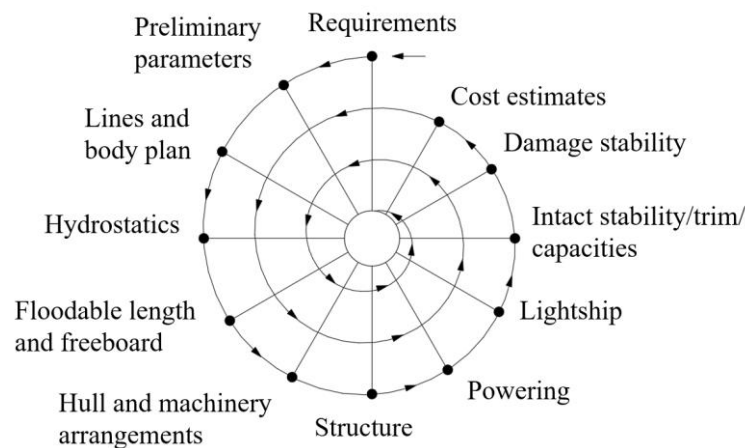 Requirements
Preliminary
parameters
Lines and
body plan
Hydrostatics
Floodable length
and freeboard
Hull and machinery
arrangements
Structure
Powering
Lightship
Intact stability/trim/
capacities
Damage stability
Cost estimates